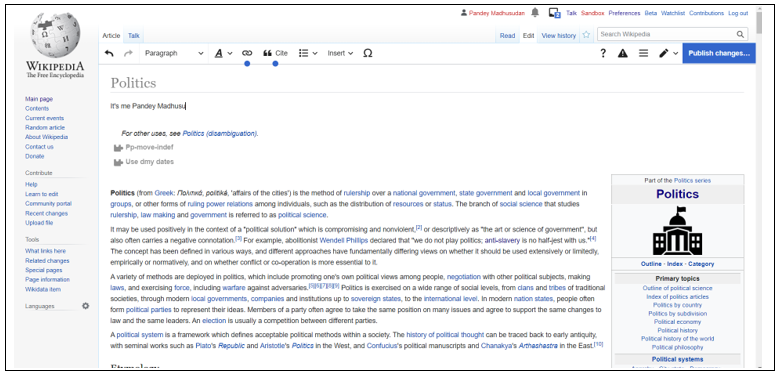 Pandey Madhusudan Talk Sandbox Preferences Beta Watchlist Contributions Log out
WIKIPEDIA
The Free Encyclopedia
Article Talk
Read Edit View history
Search Wikipedia
Paragraph
A
Cite
Insert
Ω
?
Publish changes...
Main page
Contents
Current events
Random article
About Wikipedia
Contact us
Donate
Contribute
Help
Learn to edit
Community portal
Recent changes
Upload file
Tools
What links here
Related changes
Special pages
Page information
Wikidata item
Languages
Politics
It's me Pandey Madhusu
For other uses, see Politics (disambiguation).
Pp-move-indef
Use dmy dates
Politics (from Greek: Πολιτικά, politiká, 'affairs of the cities') is the method of rulership over a national government, state government and local government in
groups, or other forms of ruling power relations among individuals, such as the distribution of resources or status. The branch of social science that studies
rulership, law making and government is referred to as political science.
It may be used positively in the context of a "political solution" which is compromising and nonviolent,[2] or descriptively as "the art or science of government", but
also often carries a negative connotation.[3] For example, abolitionist Wendell Phillips declared that "we do not play politics; anti-slavery is no half-jest with us."[4]
The concept has been defined in various ways, and different approaches have fundamentally differing views on whether it should be used extensively or limitedly,
empirically or normatively, and on whether conflict or co-operation is more essential to it.
A variety of methods are deployed in politics, which include promoting one's own political views among people, negotiation with other political subjects, making
laws, and exercising force, including warfare against adversaries.[5][6][7][8][9] Politics is exercised on a wide range of social levels, from clans and tribes of traditional
societies, through modern local governments, companies and institutions up to sovereign states, to the international level. In modern nation states, people often
form political parties to represent their ideas. Members of a party often agree to take the same position on many issues and agree to support the same changes to
law and the same leaders. An election is usually a competition between different parties.
A political system is a framework which defines acceptable political methods within a society. The history of political thought can be traced back to early antiquity,
with seminal works such as Plato's Republic and Aristotle's Politics in the West, and Confucius's political manuscripts and Chanakya's Arthashastra in the East.[10]
Etymology
Part of the Politics series
Politics
Outline · Index · Category
Primary topics
Outline of political science
Index of politics articles
Politics by country
Politics by subdivision
Political economy
Political history
Political history of the world
Political philosophy
Political systems